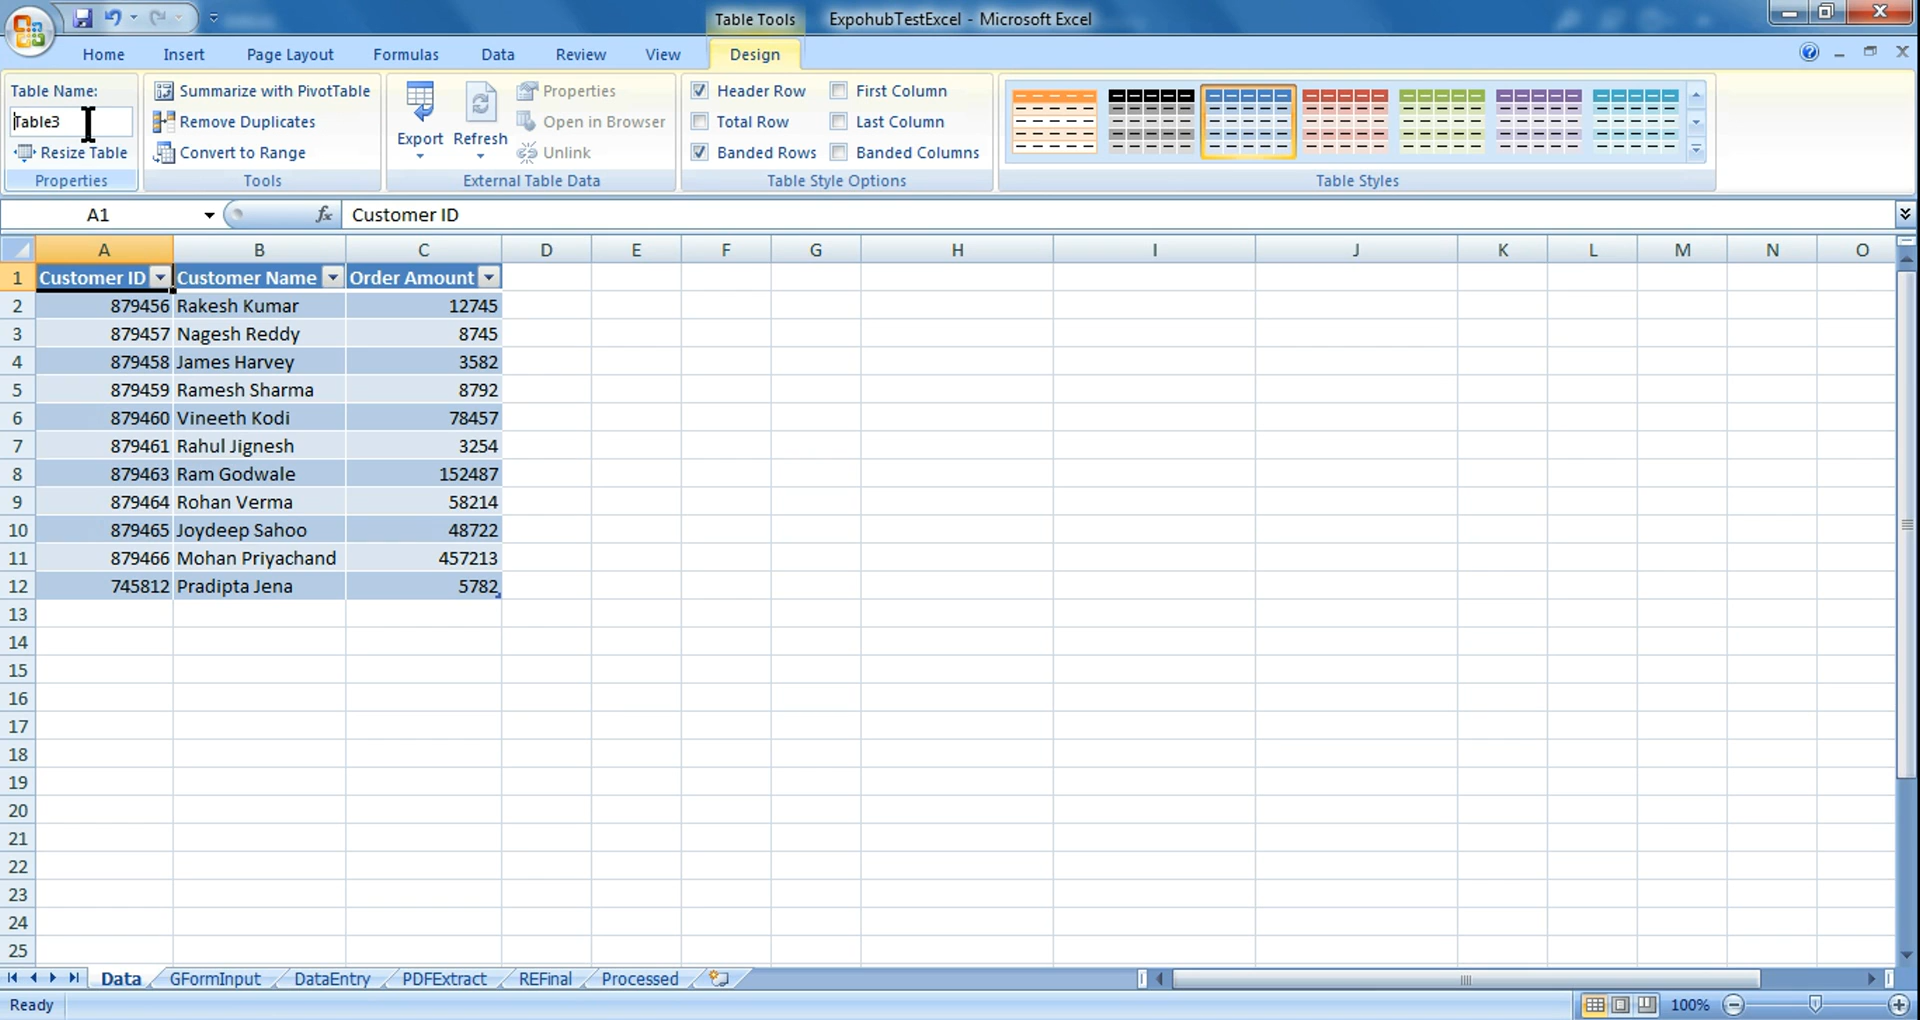 Table Tools ExpohubTestExcel - Microsoft Excel
Home Insert Page Layout Formulas Data Review View Design
Table Name:
Table3
Resize Table
Properties
Summarize with PivotTable
Remove Duplicates
Convert to Range
Tools
Export
Refresh
Properties
Open in Browser
Unlink
External Table Data
Header Row First Column
Total Row Last Column
Banded Rows Banded Columns
Table Style Options
Table Styles
A1 fx Customer ID
A B C D E F G H I J K L M N O
1 Customer ID Customer Name Order Amount
2 879456 Rakesh Kumar 12745
3 879457 Nagesh Reddy 8745
4 879458 James Harvey 3582
5 879459 Ramesh Sharma 8792
6 879460 Vineeth Kodi 78457
7 879461 Rahul Jignesh 3254
8 879463 Ram Godwale 152487
9 879464 Rohan Verma 58214
10 879465 Joydeep Sahoo 48722
11 879466 Mohan Priyachand 457213
12 745812 Pradipta Jena 5782
13
14
15
16
17
18
19
20
21
22
23
24
25
Data GFormInput DataEntry PDFExtract REFinal Processed
Ready 100%